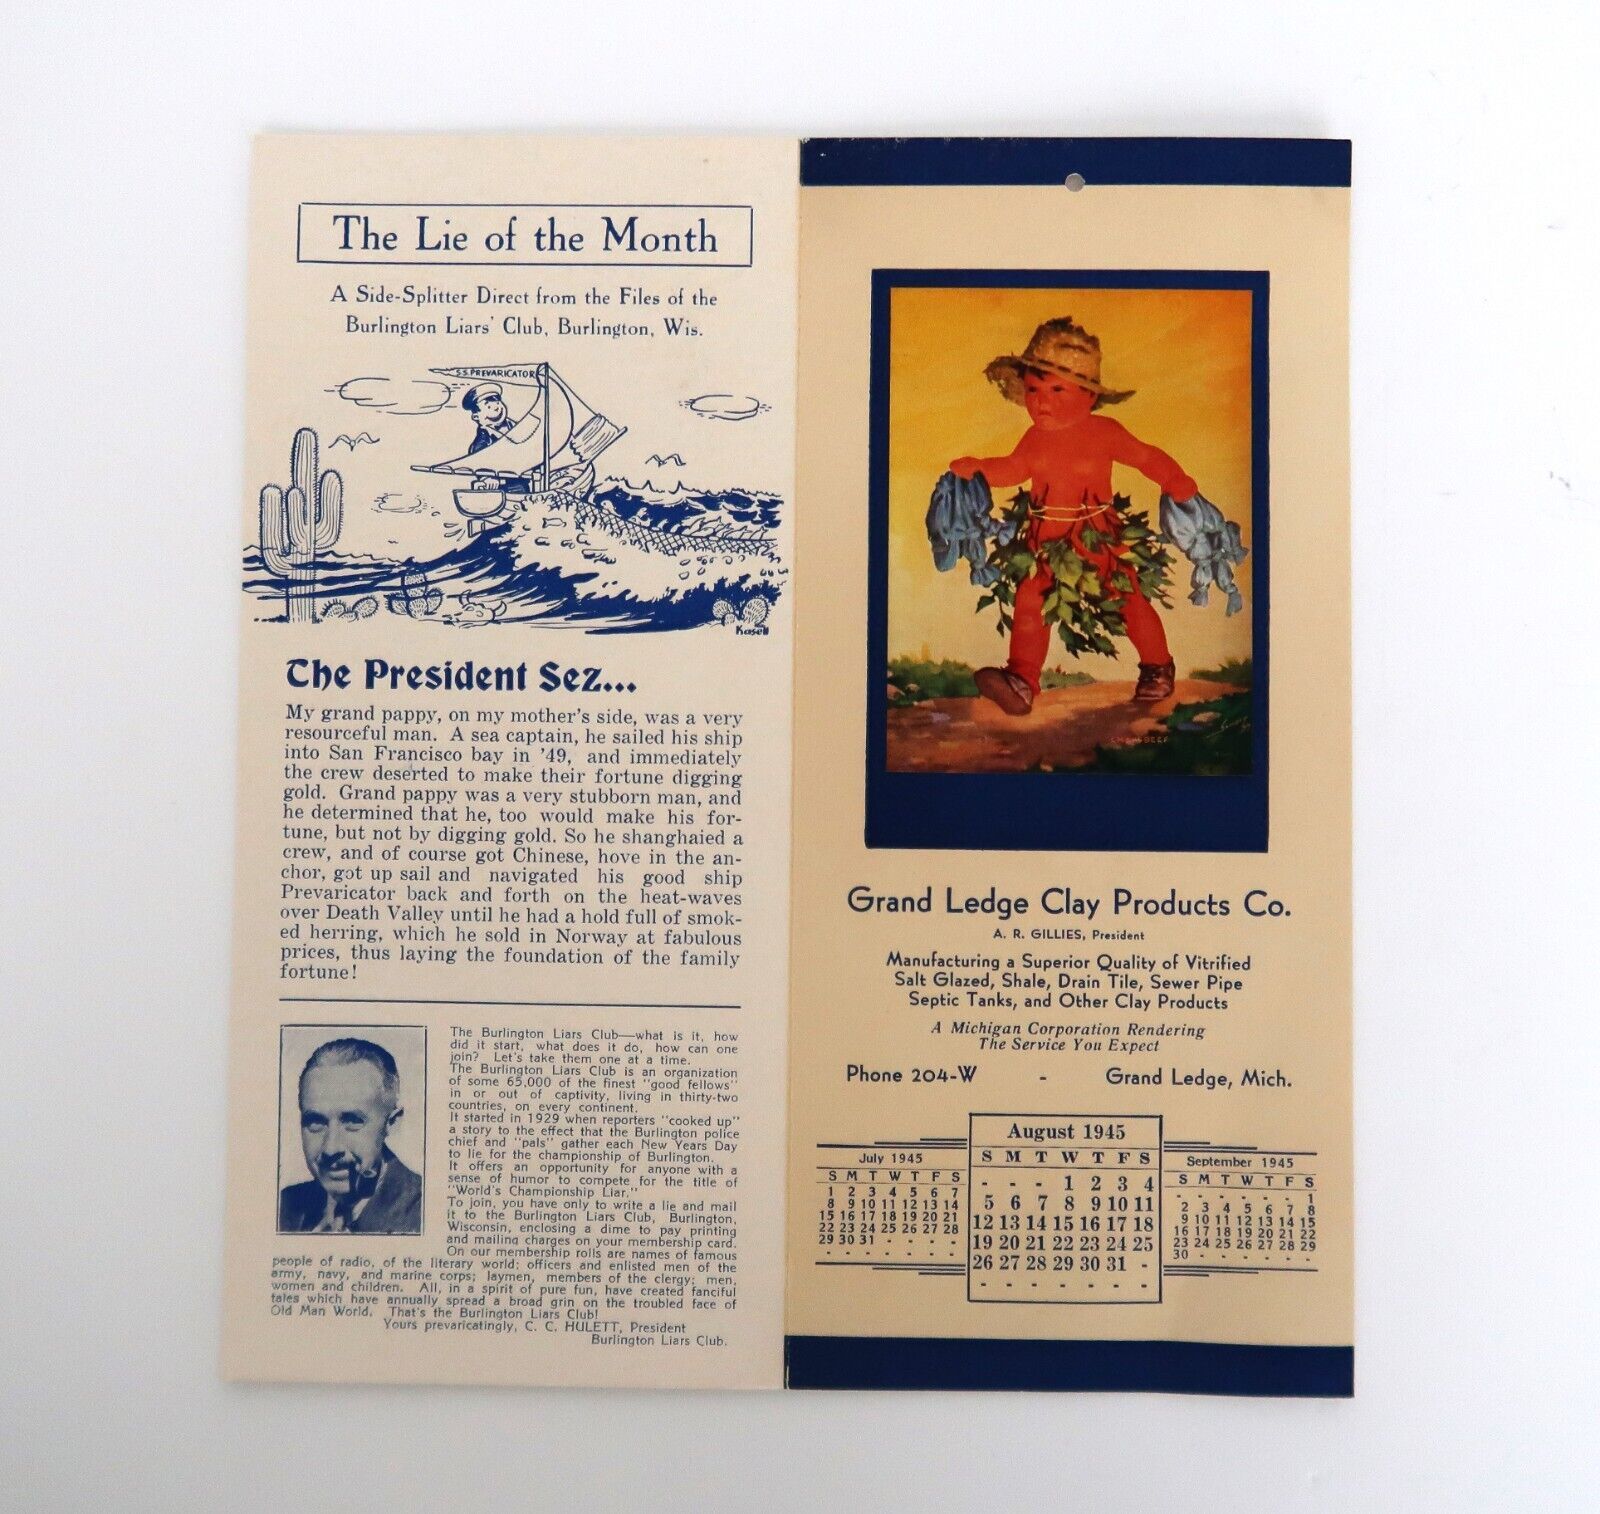 The Lie of the Month
A Side-Splitter Direct from the Files of the
Burlington Liars' Club, Burlington, Wis.
S.S. PREVARICATOR
Kasell
The President Sez...
My grand pappy, on my mother's side, was a very
resourceful man. A sea captain, he sailed his ship
into San Francisco bay in '49, and immediately
the crew deserted to make their fortune digging
gold. Grand pappy was a very stubborn man, and
he determined that he, too would make his for-
tune, but not by digging gold. So he shanghaied a
crew, and of course got Chinese, hove in the an-
chor, got up sail and navigated his good ship
Prevaricator back and forth on the heat-waves
over Death Valley until he had a hold full of smok-
ed herring, which he sold in Norway at fabulous
prices, thus laying the foundation of the family
fortune!
The Burlington Liars Club—what is it, how
did it start, what does it do, how can one
join? Let's take them one at a time.
The Burlington Liars Club is an organization
of some 65,000 of the finest "good fellows"
in or out of captivity, living in thirty-two
countries, on every continent.
It started in 1929 when reporters "cooked up"
a story to the effect that the Burlington police
chief and "pals" gather each New Years Day
to lie for the championship of Burlington.
It offers an opportunity for anyone with a
sense of humor to compete for the title of
"World's Championship Liar."
To join, you have only to write a lie and mail
it to the Burlington Liars Club, Burlington,
Wisconsin, enclosing a dime to pay printing
and mailing charges on your membership card.
On our membership rolls are names of famous
people of radio, of the literary world; officers and enlisted men of the
army, navy, and marine corps; laymen, members of the clergy; men,
women and children. All, in a spirit of pure fun, have created fanciful
tales which have annually spread a broad grin on the troubled face of
Old Man World. That's the Burlington Liars Club!
Yours prevaricatingly, C. C. HULETT, President
Burlington Liars Club.
Grand Ledge Clay Products Co.
A. R. GILLIES, President
Manufacturing a Superior Quality of Vitrified
Salt Glazed, Shale, Drain Tile, Sewer Pipe
Septic Tanks, and Other Clay Products
A Michigan Corporation Rendering
The Service You Expect
Phone 204-W - Grand Ledge, Mich.
July 1945
S M T W T F S
1 2 3 4 5 6 7
8 9 10 11 12 13 14
15 16 17 18 19 20 21
22 23 24 25 26 27 28
29 30 31 - - - -
- - - - - - -
August 1945
S M T W T F S
- - - 1 2 3 4
5 6 7 8 9 10 11
12 13 14 15 16 17 18
19 20 21 22 23 24 25
26 27 28 29 30 31 -
- - - - - - -
September 1945
S M T W T F S
- - - - - - 1
2 3 4 5 6 7 8
9 10 11 12 13 14 15
16 17 18 19 20 21 22
23 24 25 26 27 28 29
30 - - - - - -